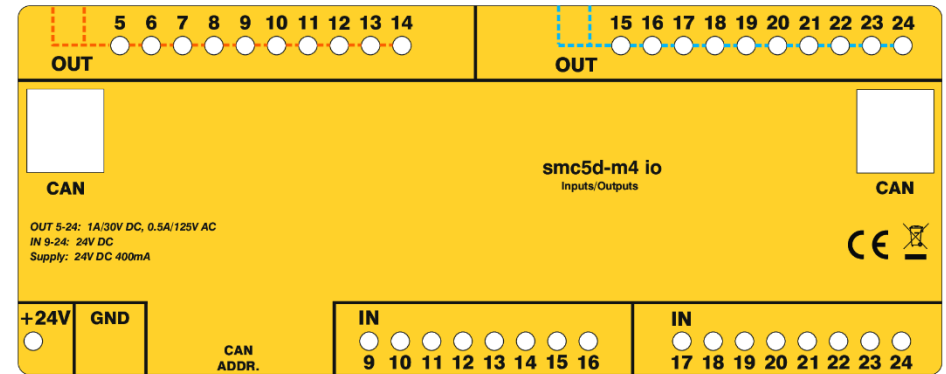 5 6 7 8 9 10 11 12 13 14
OUT
15 16 17 18 19 20 21 22 23 24
OUT
CAN
smc5d-m4 io
Inputs/Outputs
CAN
OUT 5-24: 1A/30V DC, 0.5A/125V AC
IN 9-24: 24V DC
Supply: 24V DC 400mA
CE
+24V GND
CAN
ADDR.
IN
9 10 11 12 13 14 15 16
IN
17 18 19 20 21 22 23 24